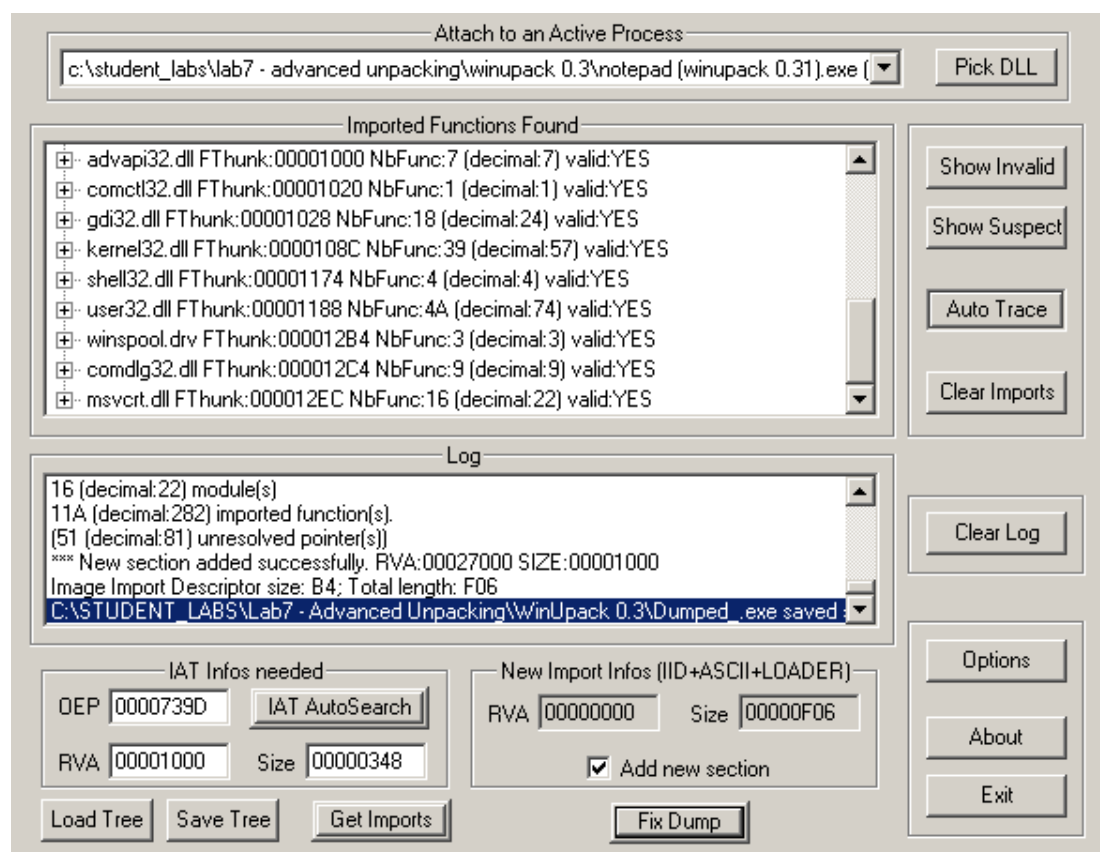 Attach to an Active Process
c:\student_labs\lab7 - advanced unpacking\winupack 0.3\notepad (winupack 0.31).exe (
Pick DLL
Imported Functions Found
advapi32.dll FThunk:00001000 NbFunc:7 (decimal:7) valid:YES
comctl32.dll FThunk:00001020 NbFunc:1 (decimal:1) valid:YES
gdi32.dll FThunk:00001028 NbFunc:18 (decimal:24) valid:YES
kernel32.dll FThunk:0000108C NbFunc:39 (decimal:57) valid:YES
shell32.dll FThunk:00001174 NbFunc:4 (decimal:4) valid:YES
user32.dll FThunk:00001188 NbFunc:4A (decimal:74) valid:YES
winspool.drv FThunk:000012B4 NbFunc:3 (decimal:3) valid:YES
comdlg32.dll FThunk:000012C4 NbFunc:9 (decimal:9) valid:YES
msvcrt.dll FThunk:000012EC NbFunc:16 (decimal:22) valid:YES
Show Invalid
Show Suspect
Auto Trace
Clear Imports
Log
16 (decimal:22) module(s)
11A (decimal:282) imported function(s).
(51 (decimal:81) unresolved pointer(s))
*** New section added successfully. RVA:00027000 SIZE:00001000
Image Import Descriptor size: B4; Total length: F06
C:\STUDENT_LABS\Lab7 - Advanced Unpacking\WinUpack 0.3\Dumped_.exe saved
Clear Log
IAT Infos needed
OEP 0000739D IAT AutoSearch
RVA 00001000 Size 00000348
New Import Infos (IID+ASCII+LOADER)
RVA 00000000 Size 00000F06
Add new section
Options
About
Exit
Load Tree Save Tree Get Imports Fix Dump